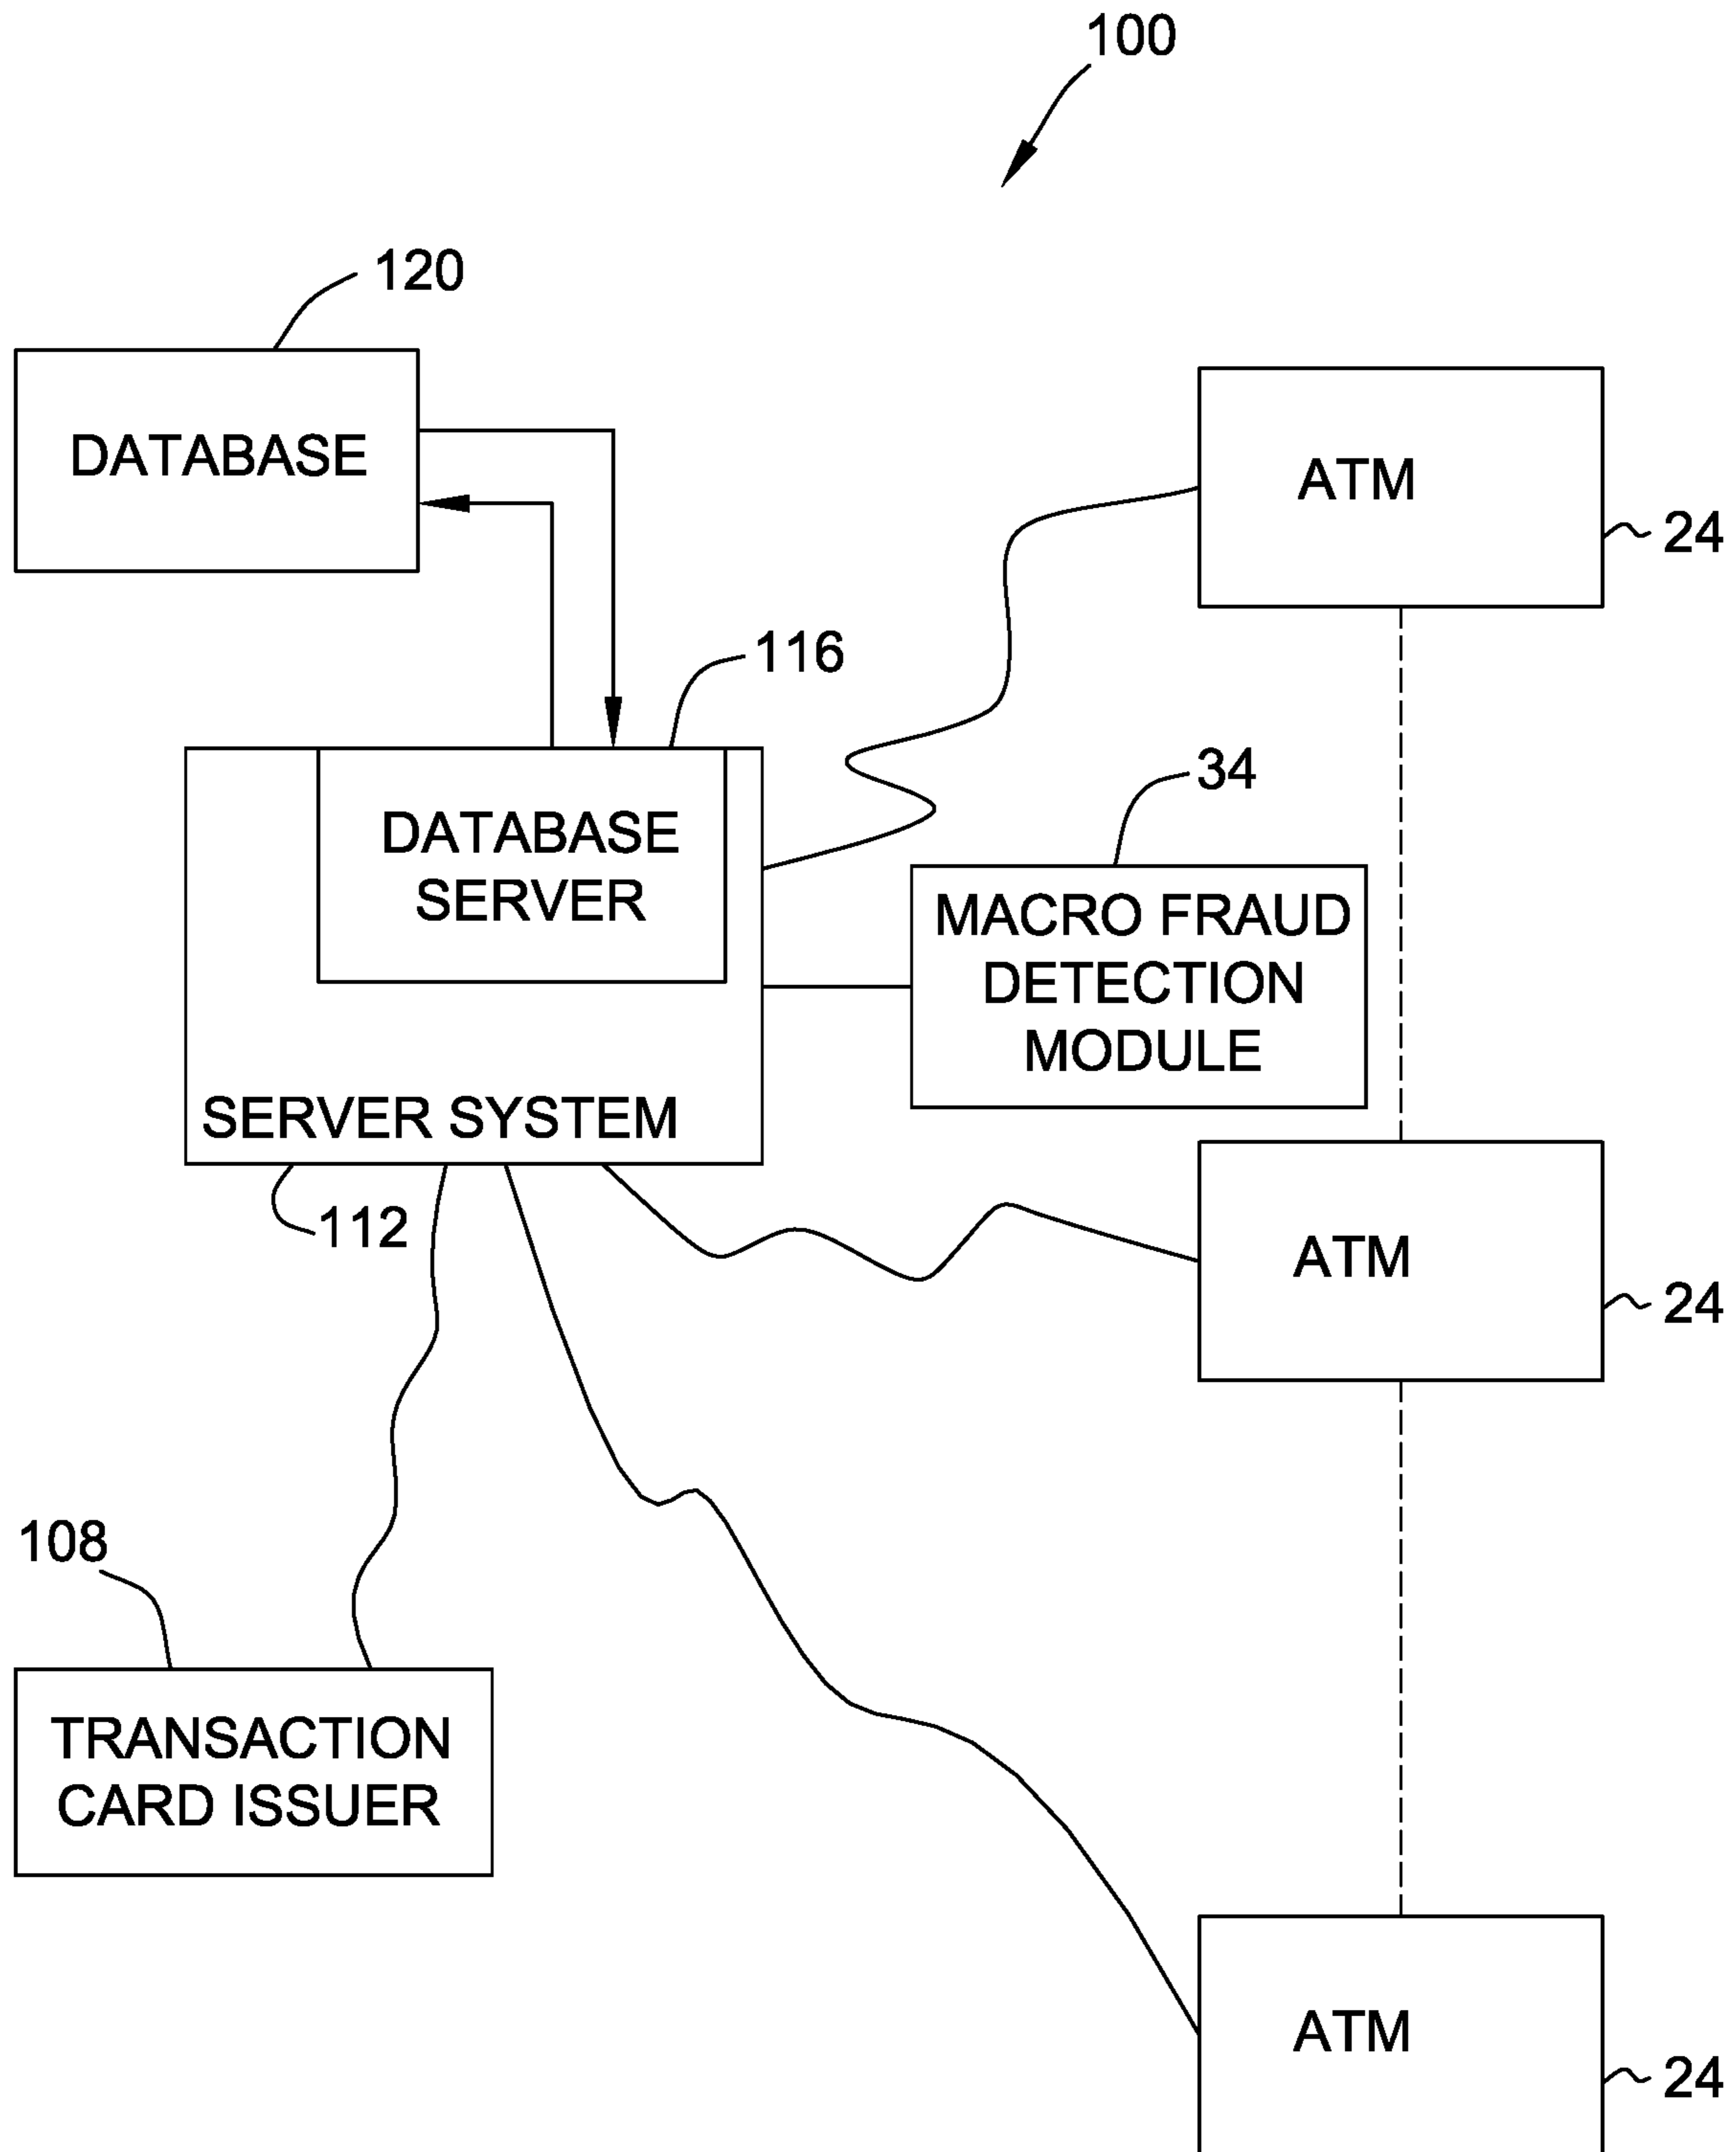 100
120
DATABASE
ATM
24
116
DATABASE
SERVER
34
MACRO FRAUD
DETECTION
MODULE
SERVER SYSTEM
112
ATM
24
108
TRANSACTION
CARD ISSUER
ATM
24